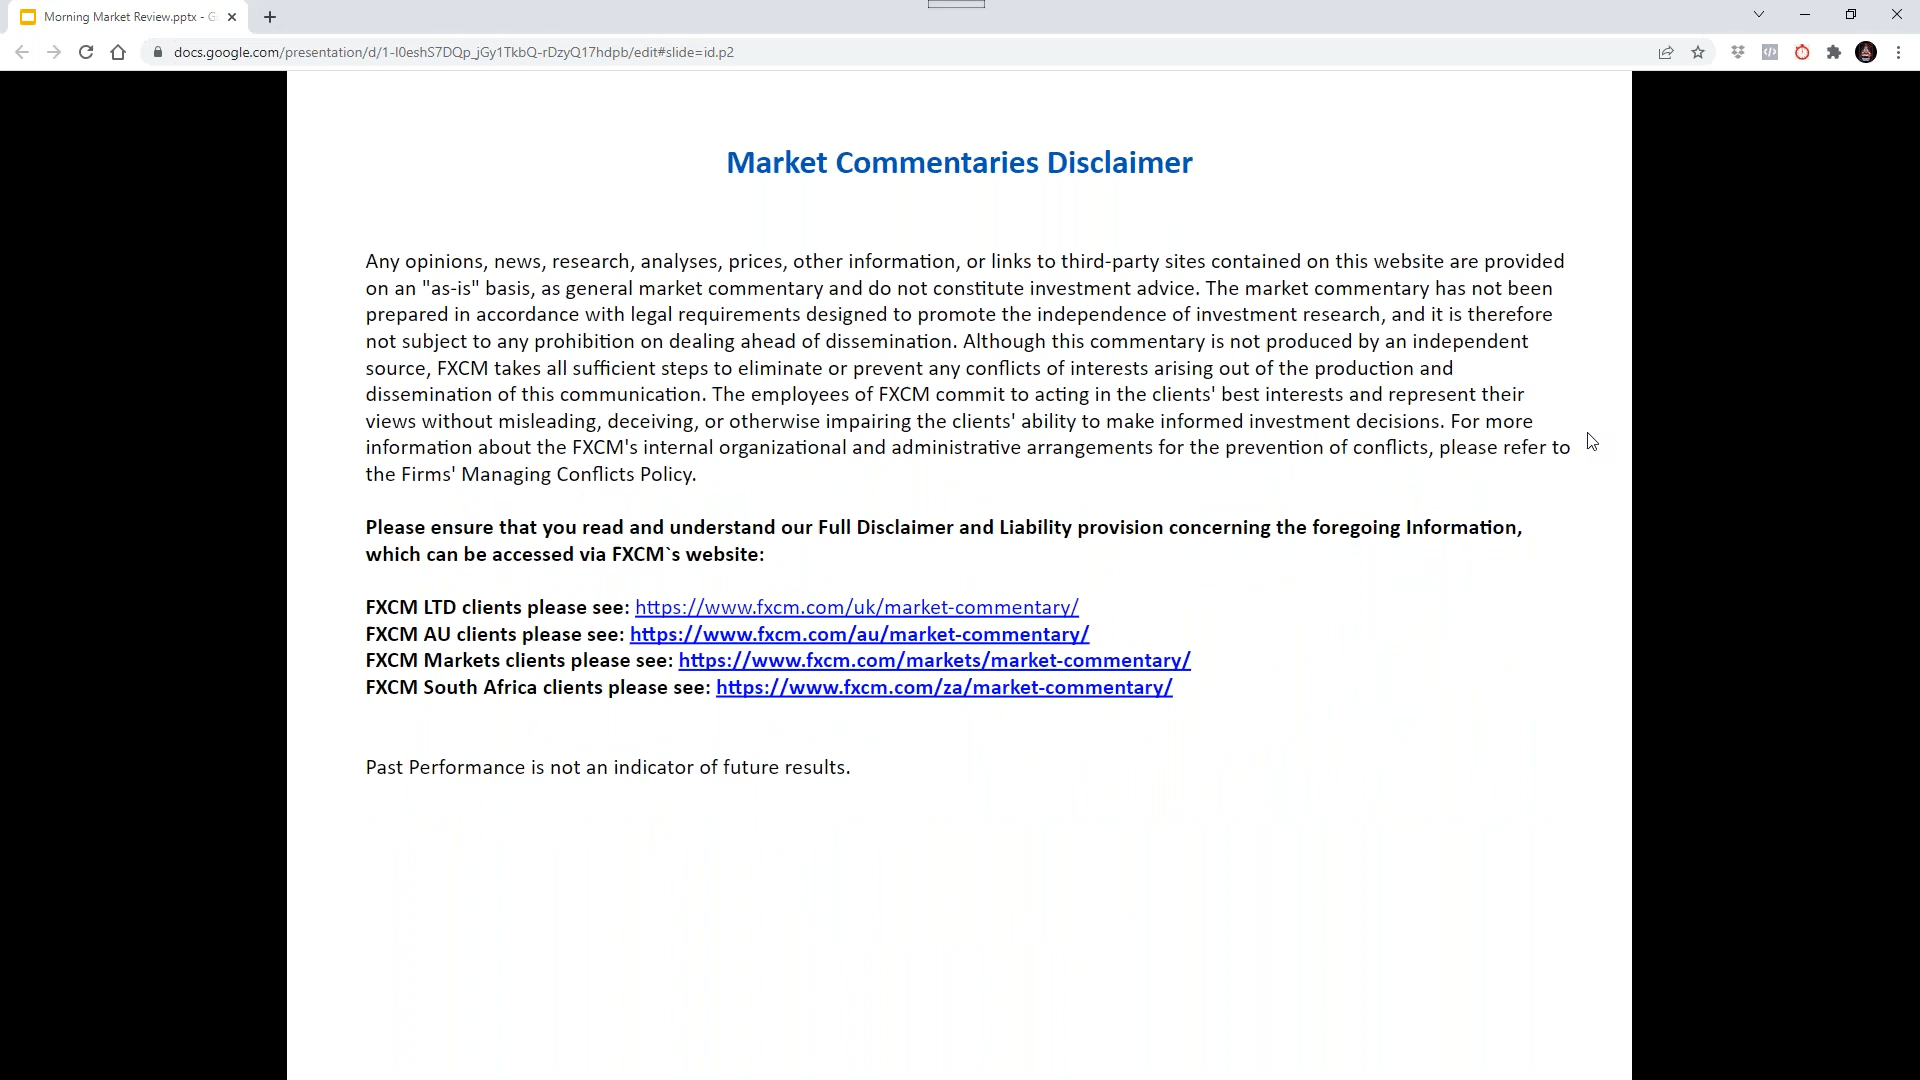 Morning Market Review.pptx - G
docs.google.com/presentation/d/1-I0eshS7DQp_jGy1TkbQ-rDzyQ17hdpb/edit#slide=id.p2
Market Commentaries Disclaimer
Any opinions, news, research, analyses, prices, other information, or links to third-party sites contained on this website are provided
on an "as-is" basis, as general market commentary and do not constitute investment advice. The market commentary has not been
prepared in accordance with legal requirements designed to promote the independence of investment research, and it is therefore
not subject to any prohibition on dealing ahead of dissemination. Although this commentary is not produced by an independent
source, FXCM takes all sufficient steps to eliminate or prevent any conflicts of interests arising out of the production and
dissemination of this communication. The employees of FXCM commit to acting in the clients' best interests and represent their
views without misleading, deceiving, or otherwise impairing the clients' ability to make informed investment decisions. For more
information about the FXCM's internal organizational and administrative arrangements for the prevention of conflicts, please refer to
the Firms' Managing Conflicts Policy.
Please ensure that you read and understand our Full Disclaimer and Liability provision concerning the foregoing Information,
which can be accessed via FXCM`s website:
FXCM LTD clients please see: https://www.fxcm.com/uk/market-commentary/
FXCM AU clients please see: https://www.fxcm.com/au/market-commentary/
FXCM Markets clients please see: https://www.fxcm.com/markets/market-commentary/
FXCM South Africa clients please see: https://www.fxcm.com/za/market-commentary/
Past Performance is not an indicator of future results.